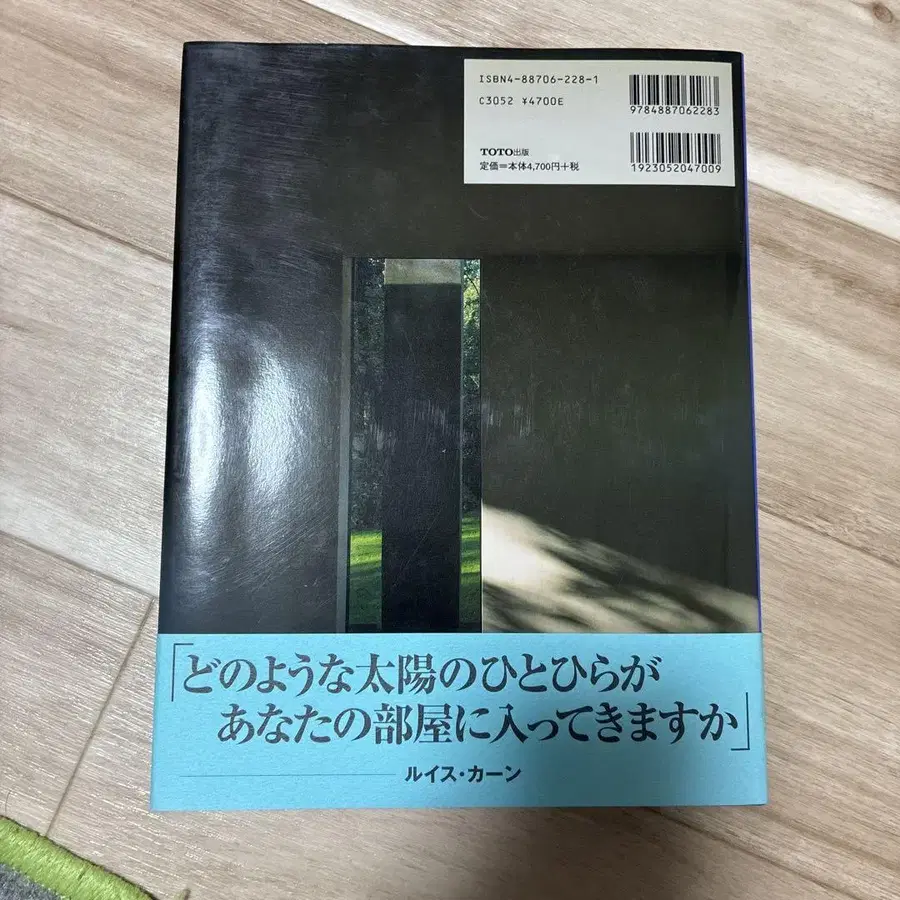 ISBN4-88706-228-1
C3052 ¥4700E
TOTO出版
定価=本体4,700円+税
9784887062283
1923052047009
「どのような太陽のひとひらが
あなたの部屋に入ってきますか」
ルイス・カーン